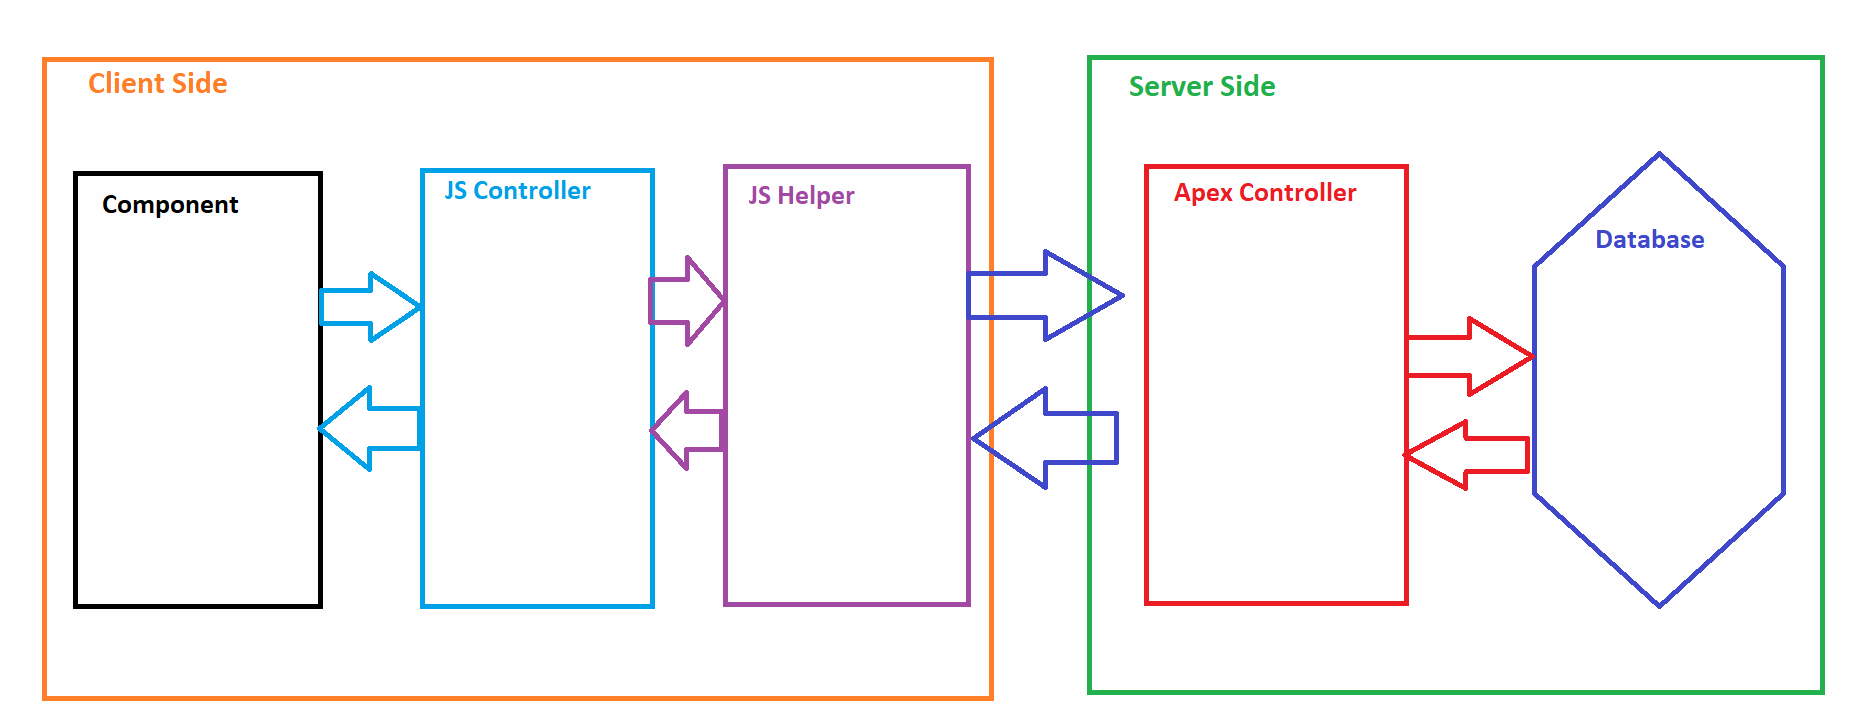 Client Side
Server Side
Component
JS Controller
JS Helper
Apex Controller
Database